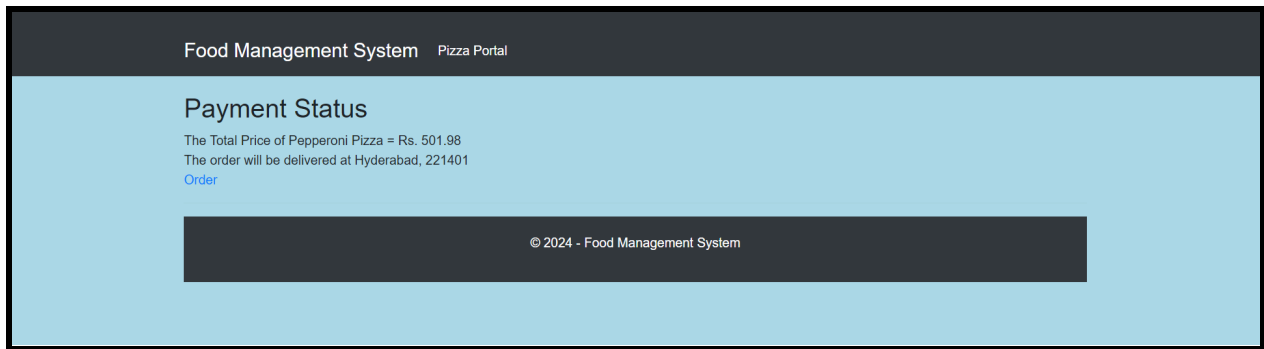 Food Management System Pizza Portal
Payment Status
The Total Price of Pepperoni Pizza = Rs. 501.98
The order will be delivered at Hyderabad, 221401
Order
© 2024 - Food Management System